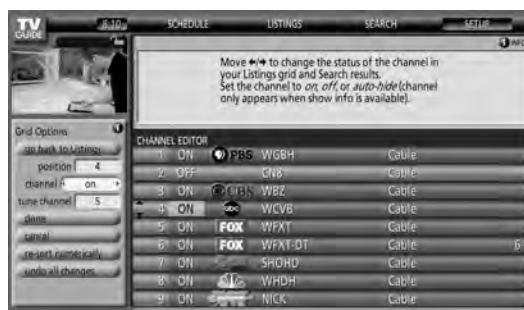 TV GUIDE 8:10 SCHEDULE LISTINGS SEARCH SETUP
INFO
Move ←/→ to change the status of the channel in
your Listings grid and Search results.
Set the channel to on, off, or auto-hide (channel
only appears when show info is available).
Grid Options
go back to Listings
position 4
channel on
tune channel 5
done
cancel
re-sort numerically
undo all changes
CHANNEL EDITOR
1 ON PBS WGBH Cable
2 OFF CN8 Cable
3 ON CBS WBZ Cable
4 ON abc WCVB Cable
5 ON FOX WFXT Cable
6 ON FOX WFXT-DT Cable 6
7 ON SHOHD Cable
8 ON WHDH Cable
9 ON NICK Cable